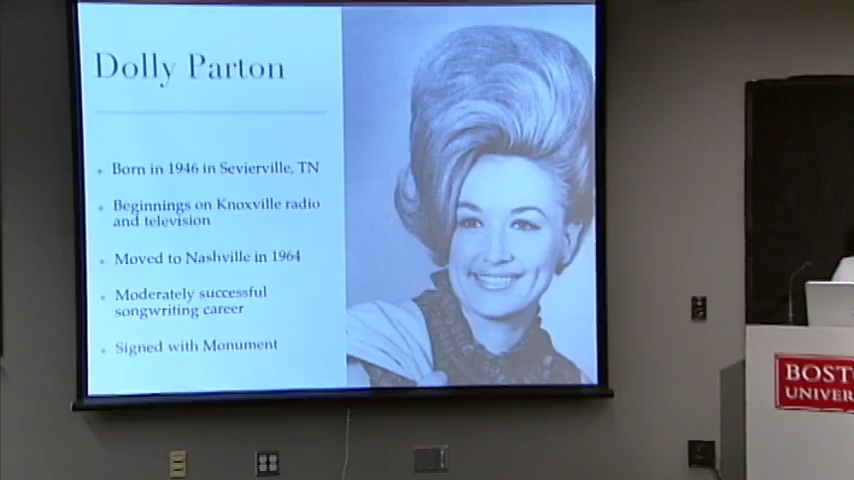 Dolly Parton
Born in 1946 in Sevierville, TN
Beginnings on Knoxville radio
and television
Moved to Nashville in 1964
Moderately successful
songwriting career
Signed with Monument
BOST
UNIVER